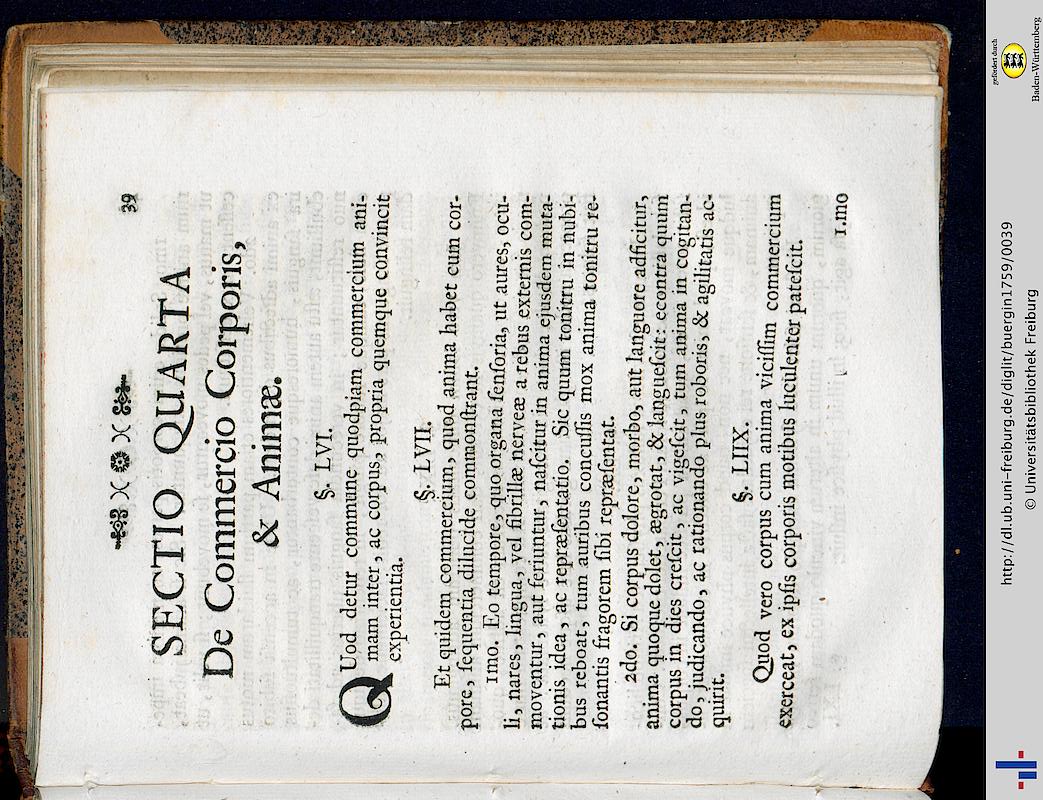 39
SECTIO QUARTA
De Commercio Corporis,
& Animæ.
§. LVI.
Quod detur commune quodpiam commercium ani-
mam inter, ac corpus, propria quemque convincit
experientia.
§. LVII.
Et quidem commercium, quod anima habet cum cor-
pore, ſequentia dilucide commonſtrant.
1mo. Eo tempore, quo organa ſenſoria, ut aures, ocu-
li, nares, lingua, vel fibrillæ nerveæ a rebus externis com-
moventur, aut feriuntur, naſcitur in anima ejusdem muta-
tionis idea, ac repræſentatio. Sic quum tonitru in nubi-
bus reboat, tum auribus concuſſis mox anima tonitru re-
ſonantis fragorem ſibi repræſentat.
2do. Si corpus dolore, morbo, aut languore adficitur,
anima quoque dolet, ægrotat, & langueſcit: econtra quum
corpus in dies creſcit, ac vigeſcit, tum anima in cogitan-
do, judicando, ac rationando plus roboris, & agilitatis ac-
quirit.
§. LIIX.
Quod vero corpus cum anima viciſſim commercium
exerceat, ex ipſis corporis motibus luculenter pateſcit.
1.mo
http://dl.ub.uni-freiburg.de/diglit/buergin1759/0039
© Universitätsbibliothek Freiburg
gefördert durch
Baden-Württemberg